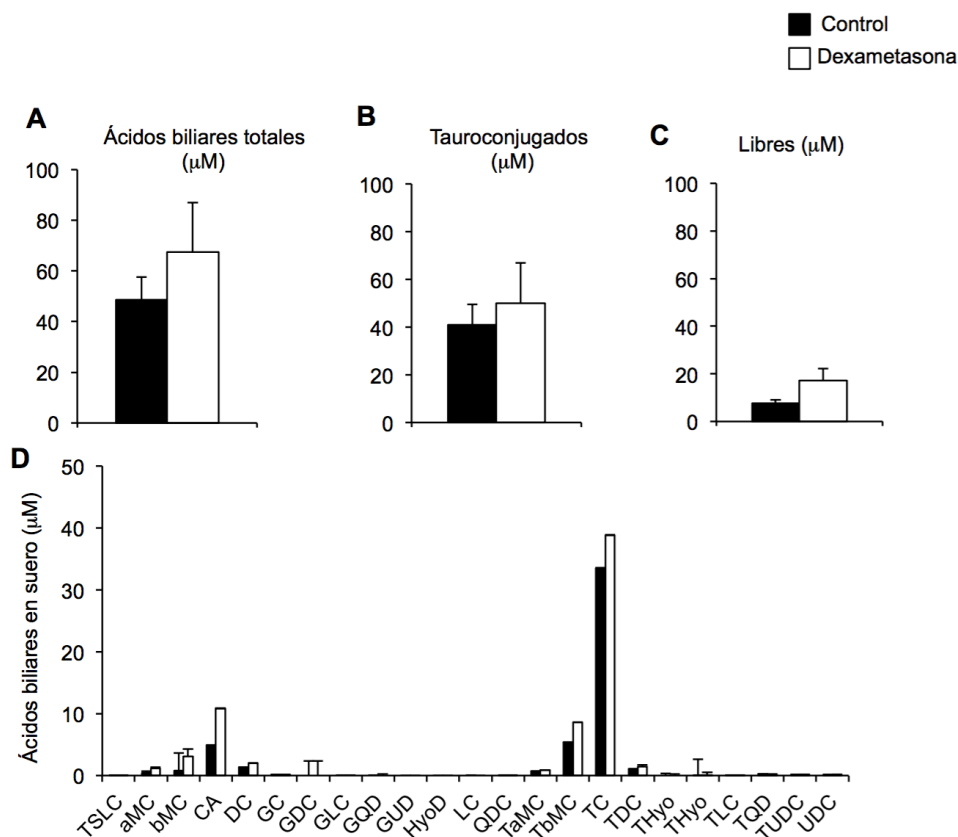 Control
Dexametasona
A
Ácidos biliares totales
(μM)
100
80
60
40
20
0
B
Tauroconjugados
(μM)
100
80
60
40
20
0
C
Libres (μM)
100
80
60
40
20
0
D
Ácidos biliares en suero (μM)
50
40
30
20
10
0
TSLC
aMC
bMC
CA
DC
GC
GDC
GLC
GQD
GUD
HyoD
LC
QDC
TaMC
TbMC
TC
TDC
THyo
THyo
TLC
TQD
TUDC
UDC